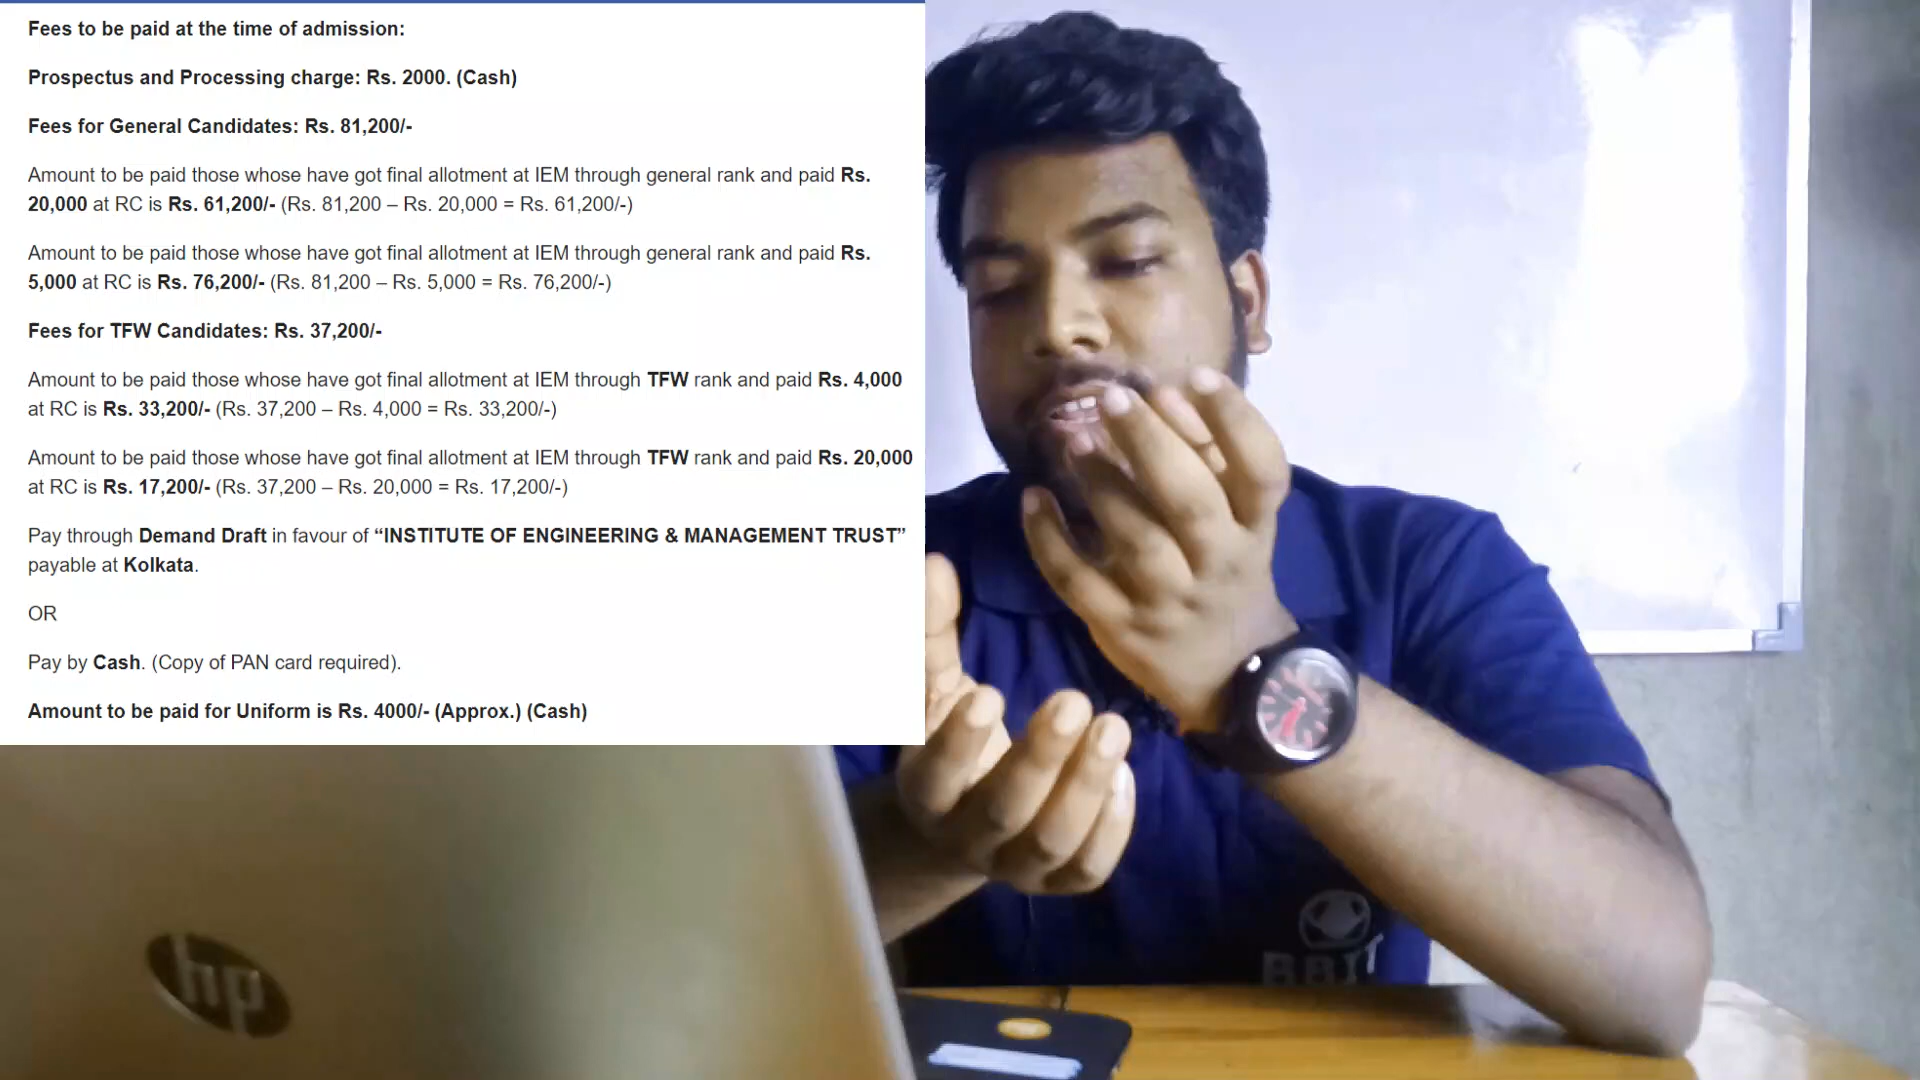 Fees to be paid at the time of admission:
Prospectus and Processing charge: Rs. 2000. (Cash)
Fees for General Candidates: Rs. 81,200/-
Amount to be paid those whose have got final allotment at IEM through general rank and paid Rs.
20,000 at RC is Rs. 61,200/- (Rs. 81,200 – Rs. 20,000 = Rs. 61,200/-)
Amount to be paid those whose have got final allotment at IEM through general rank and paid Rs.
5,000 at RC is Rs. 76,200/- (Rs. 81,200 – Rs. 5,000 = Rs. 76,200/-)
Fees for TFW Candidates: Rs. 37,200/-
Amount to be paid those whose have got final allotment at IEM through TFW rank and paid Rs. 4,000
at RC is Rs. 33,200/- (Rs. 37,200 – Rs. 4,000 = Rs. 33,200/-)
Amount to be paid those whose have got final allotment at IEM through TFW rank and paid Rs. 20,000
at RC is Rs. 17,200/- (Rs. 37,200 – Rs. 20,000 = Rs. 17,200/-)
Pay through Demand Draft in favour of “INSTITUTE OF ENGINEERING & MANAGEMENT TRUST”
payable at Kolkata.
OR
Pay by Cash. (Copy of PAN card required).
Amount to be paid for Uniform is Rs. 4000/- (Approx.) (Cash)
hp
BBIT